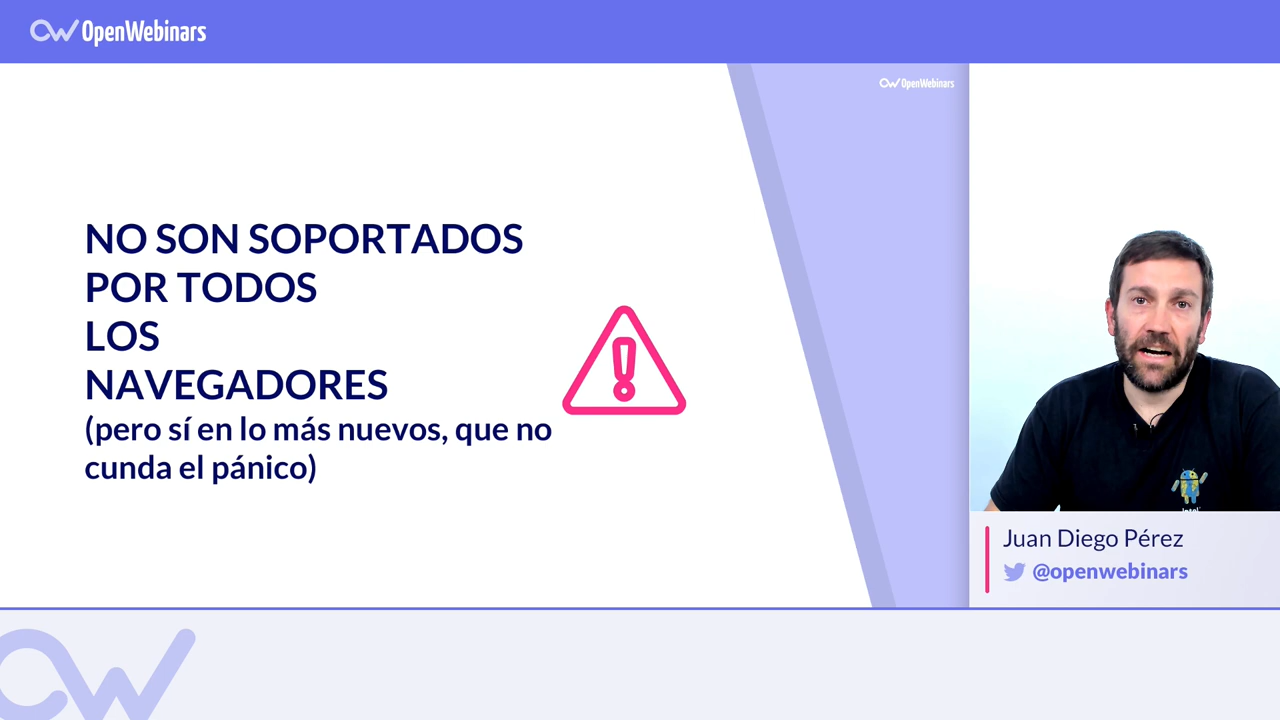 OpenWebinars
OpenWebinars
NO SON SOPORTADOS
POR TODOS
LOS
NAVEGADORES
(pero sí en lo más nuevos, que no
cunda el pánico)
intel
Juan Diego Pérez
@openwebinars